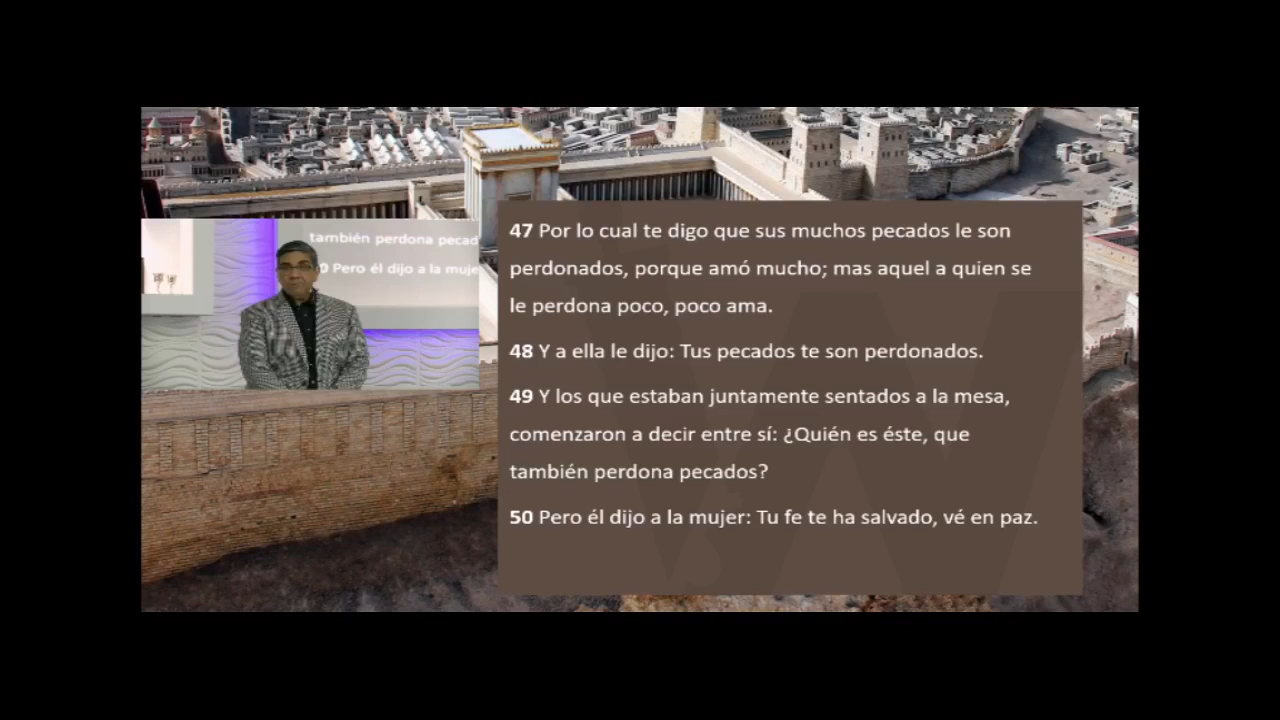 también perdona pecad
0 Pero él dijo a la muje
47 Por lo cual te digo que sus muchos pecados le son
perdonados, porque amó mucho; mas aquel a quien se
le perdona poco, poco ama.
48 Y a ella le dijo: Tus pecados te son perdonados.
49 Y los que estaban juntamente sentados a la mesa,
comenzaron a decir entre sí: ¿Quién es éste, que
también perdona pecados?
50 Pero él dijo a la mujer: Tu fe te ha salvado, vé en paz.